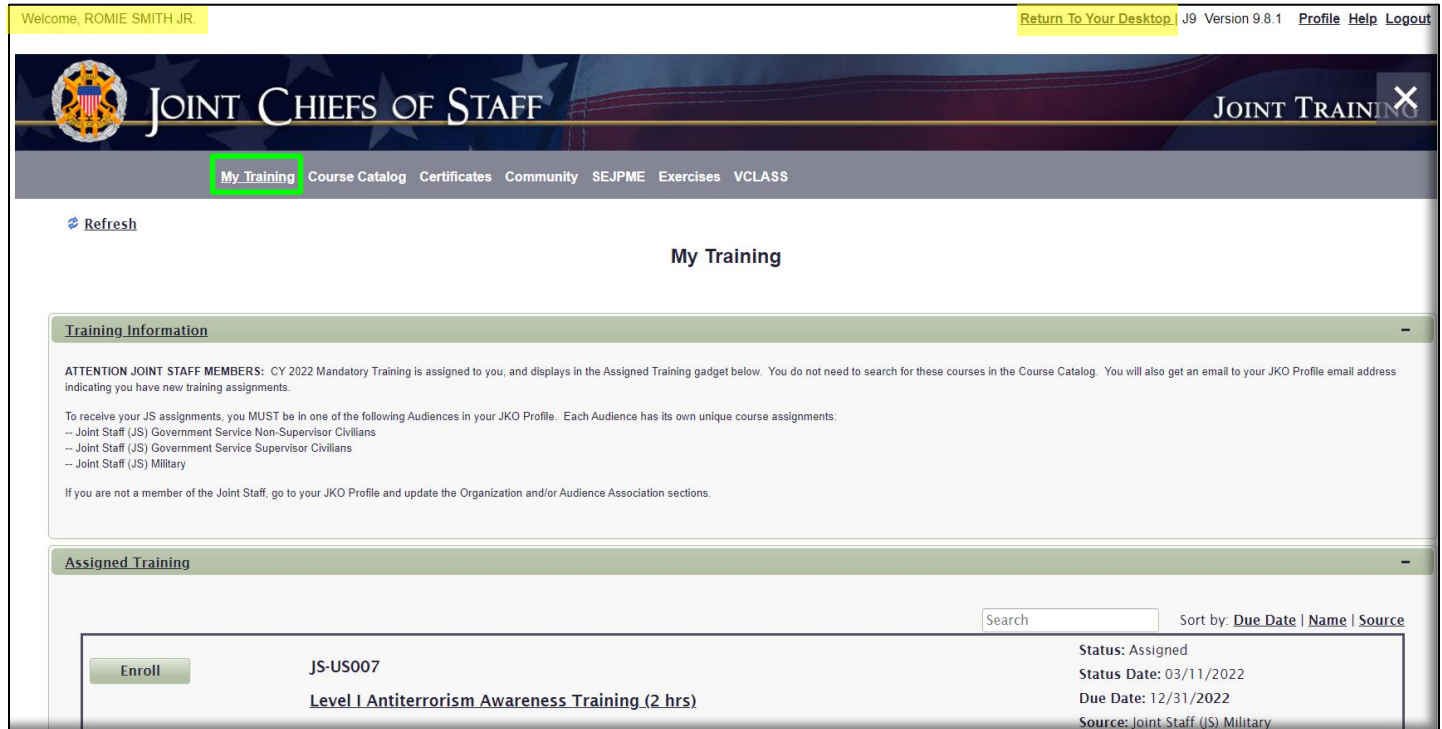 Welcome, ROMIE SMITH JR.
Return To Your Desktop | J9 Version 9.8.1 Profile Help Logout
JOINT CHIEFS OF STAFF
JOINT TRAINING
My Training Course Catalog Certificates Community SEJPME Exercises VCLASS
Refresh
My Training
Training Information
ATTENTION JOINT STAFF MEMBERS: CY 2022 Mandatory Training is assigned to you, and displays in the Assigned Training gadget below. You do not need to search for these courses in the Course Catalog. You will also get an email to your JKO Profile email address
indicating you have new training assignments.
To receive your JS assignments, you MUST be in one of the following Audiences in your JKO Profile. Each Audience has its own unique course assignments:
-- Joint Staff (JS) Government Service Non-Supervisor Civilians
-- Joint Staff (JS) Government Service Supervisor Civilians
-- Joint Staff (JS) Military
If you are not a member of the Joint Staff, go to your JKO Profile and update the Organization and/or Audience Association sections.
Assigned Training
Search Sort by: Due Date | Name | Source
Enroll
JS-US007
Level I Antiterrorism Awareness Training (2 hrs)
Status: Assigned
Status Date: 03/11/2022
Due Date: 12/31/2022
Source: Joint Staff (JS) Military